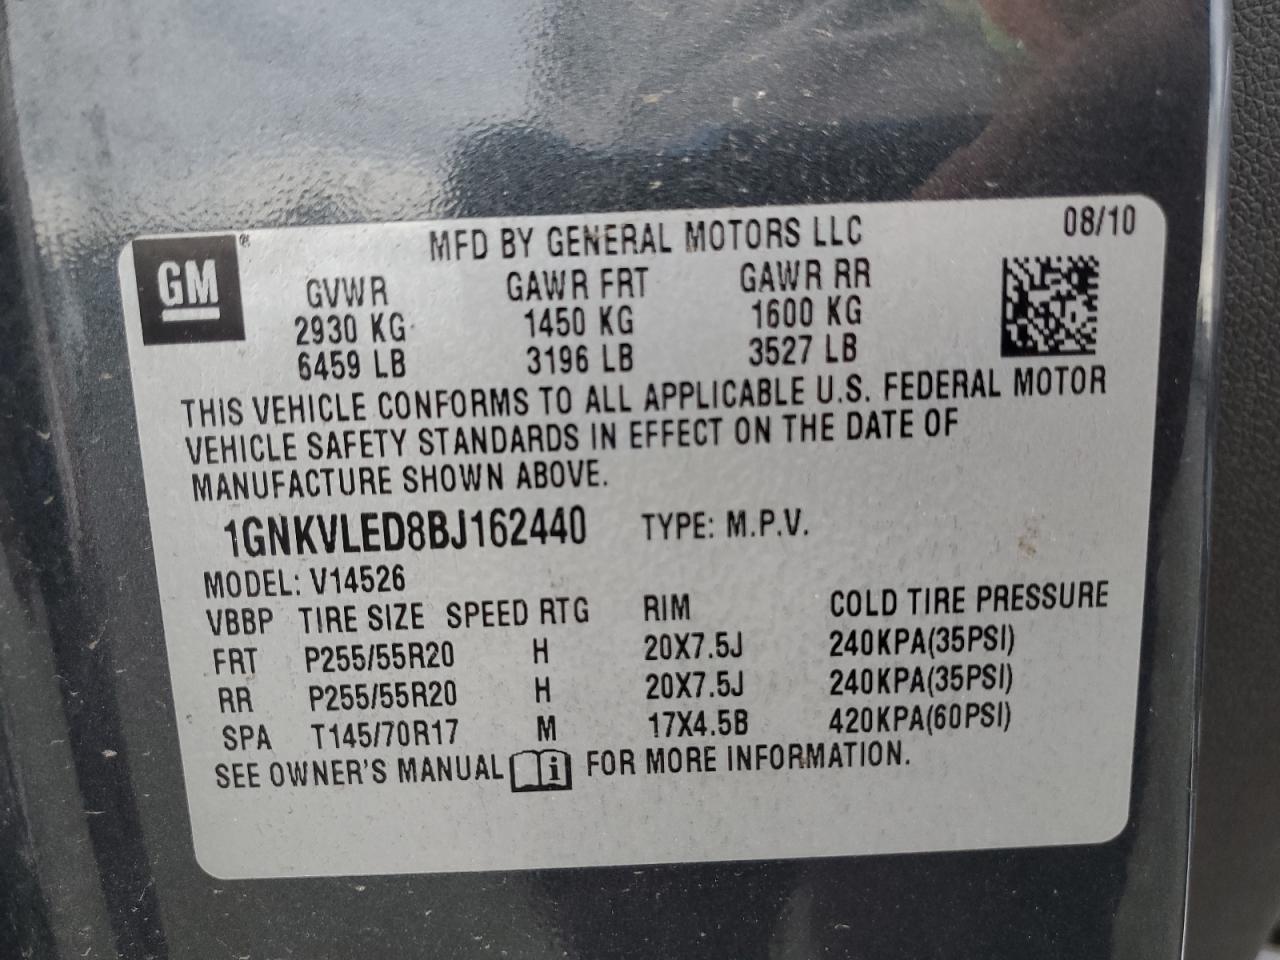 GM ®
MFD BY GENERAL MOTORS LLC 08/10
GVWR GAWR FRT GAWR RR
2930 KG 1450 KG 1600 KG
6459 LB 3196 LB 3527 LB
THIS VEHICLE CONFORMS TO ALL APPLICABLE U.S. FEDERAL MOTOR
VEHICLE SAFETY STANDARDS IN EFFECT ON THE DATE OF
MANUFACTURE SHOWN ABOVE.
1GNKVLED8BJ162440 TYPE: M.P.V.
MODEL: V14526
VBBP TIRE SIZE SPEED RTG RIM COLD TIRE PRESSURE
FRT P255/55R20 H 20X7.5J 240KPA(35PSI)
RR P255/55R20 H 20X7.5J 240KPA(35PSI)
SPA T145/70R17 M 17X4.5B 420KPA(60PSI)
SEE OWNER'S MANUAL i FOR MORE INFORMATION.